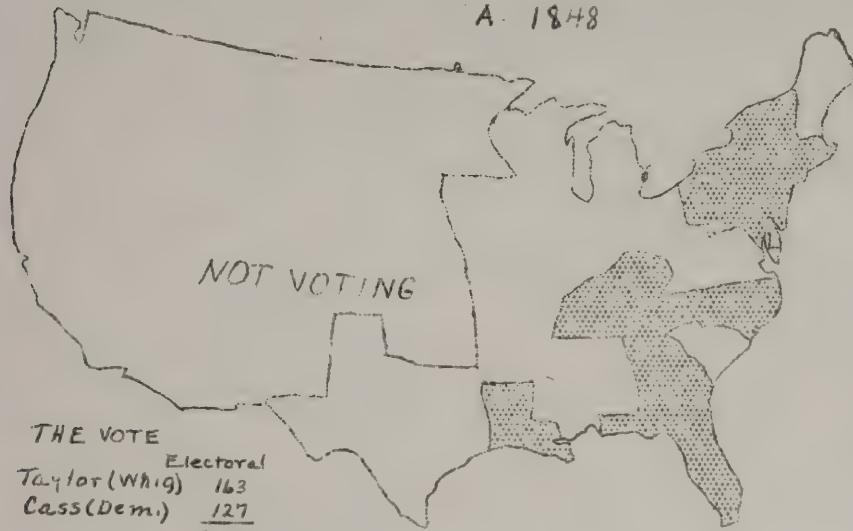 A. 1848
NOT VOTING
THE VOTE
Electoral
Taylor (Whig) 163
Cass (Dem.) 127